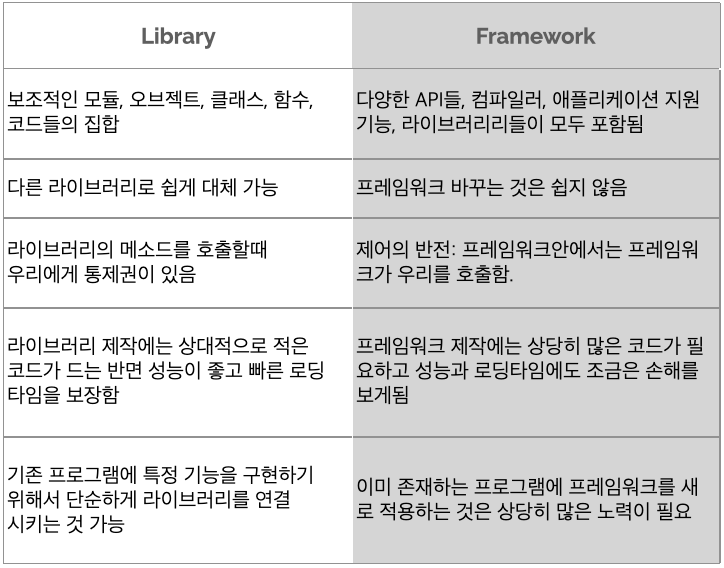 Library
Framework
보조적인 모듈, 오브젝트, 클래스, 함수,
코드들의 집합
다양한 API들, 컴파일러, 애플리케이션 지원
기능, 라이브러리리들이 모두 포함됨
다른 라이브러리로 쉽게 대체 가능
프레임워크 바꾸는 것은 쉽지 않음
라이브러리의 메소드를 호출할때
우리에게 통제권이 있음
제어의 반전: 프레임워크안에서는 프레임워
크가 우리를 호출함.
라이브러리 제작에는 상대적으로 적은
코드가 드는 반면 성능이 좋고 빠른 로딩
타임을 보장함
프레임워크 제작에는 상당히 많은 코드가 필
요하고 성능과 로딩타임에도 조금은 손해를
보게됨
기존 프로그램에 특정 기능을 구현하기
위해서 단순하게 라이브러리를 연결
시키는 것 가능
이미 존재하는 프로그램에 프레임워크를 새
로 적용하는 것은 상당히 많은 노력이 필요